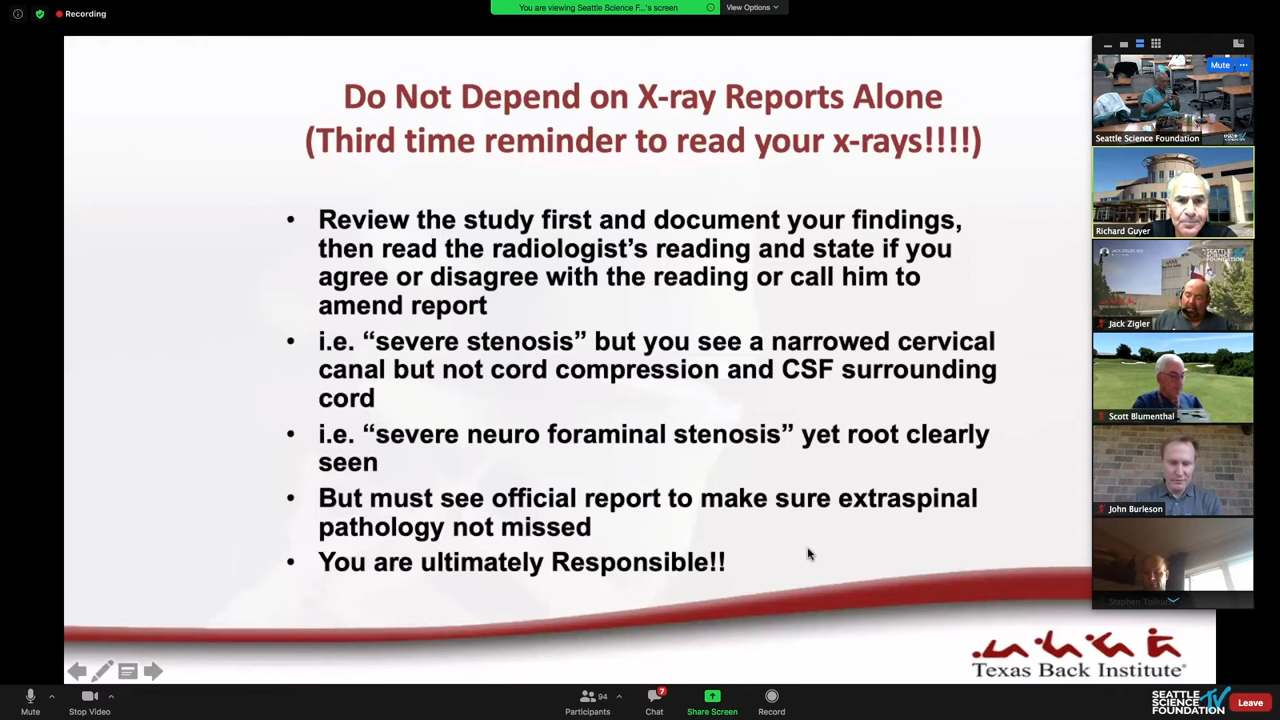 Recording
You are viewing Seattle Science F...'s screen
View Options
Do Not Depend on X-ray Reports Alone
(Third time reminder to read your x-rays!!!!)
• Review the study first and document your findings,
then read the radiologist's reading and state if you
agree or disagree with the reading or call him to
amend report
• i.e. “severe stenosis” but you see a narrowed cervical
canal but not cord compression and CSF surrounding
cord
• i.e. “severe neuro foraminal stenosis” yet root clearly
seen
• But must see official report to make sure extraspinal
pathology not missed
• You are ultimately Responsible!!
Texas Back Institute®
Mute
Seattle Science Foundation
Richard Guyer
SEATTLE
SCIENCE
FOUNDATION
Jack Zigler
Scott Blumenthal
John Burleson
Stephen
Mute
Stop Video
94
Participants
7
Chat
Share Screen
Record
SEATTLE
SCIENCE
FOUNDATION
TV
Leave